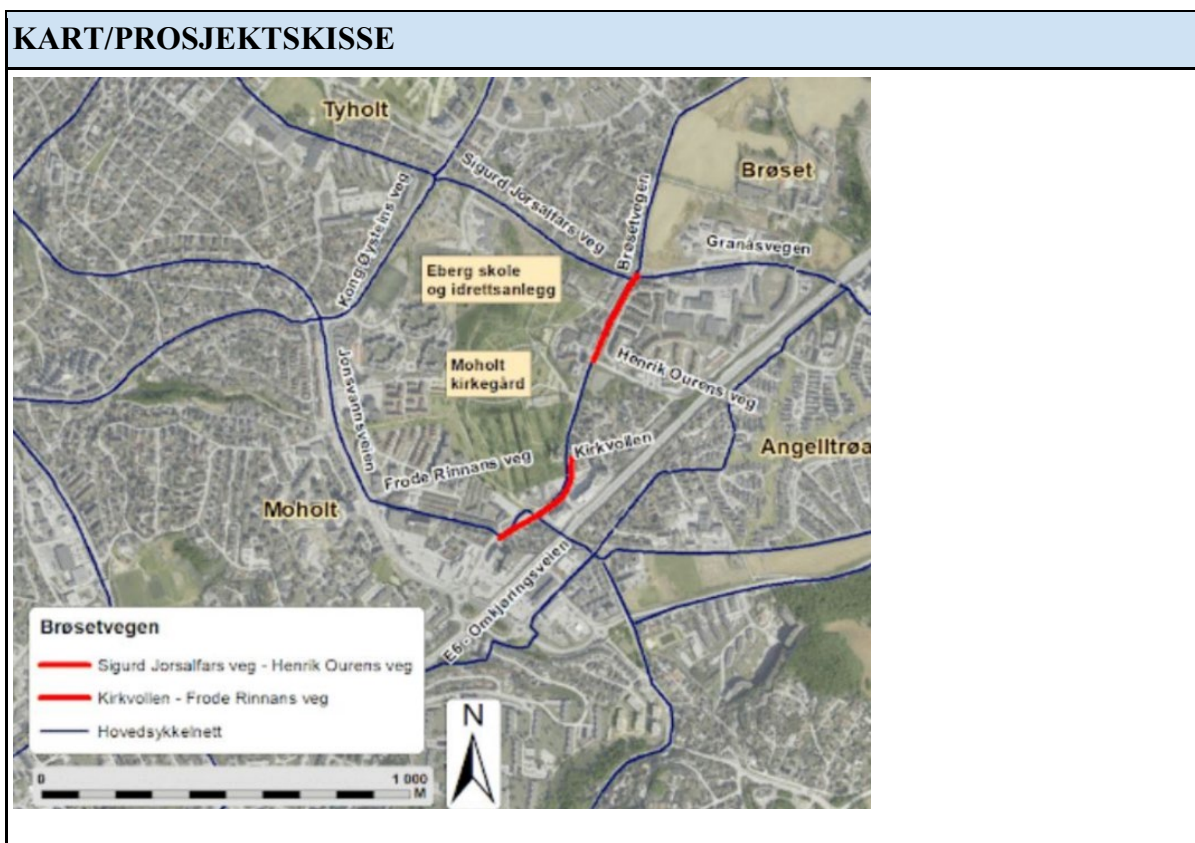 KART/PROSJEKTSKISSE
Tyholt
Brøset
Sigurd Jorsalfars veg
Brøsetvegen
Kong Øysteins veg
Granåsvegen
Eberg skole
og idrettsanlegg
Moholt
kirkegård
Henrik Ourens veg
Jonsvannsveien
Kirkvollen
Angelltrøa
Frode Rinnans veg
Moholt
E6 - Omkjøringsveien
Brøsetvegen
Sigurd Jorsalfars veg - Henrik Ourens veg
Kirkvollen - Frode Rinnans veg
Hovedsykkelnett
N
0
1 000
M